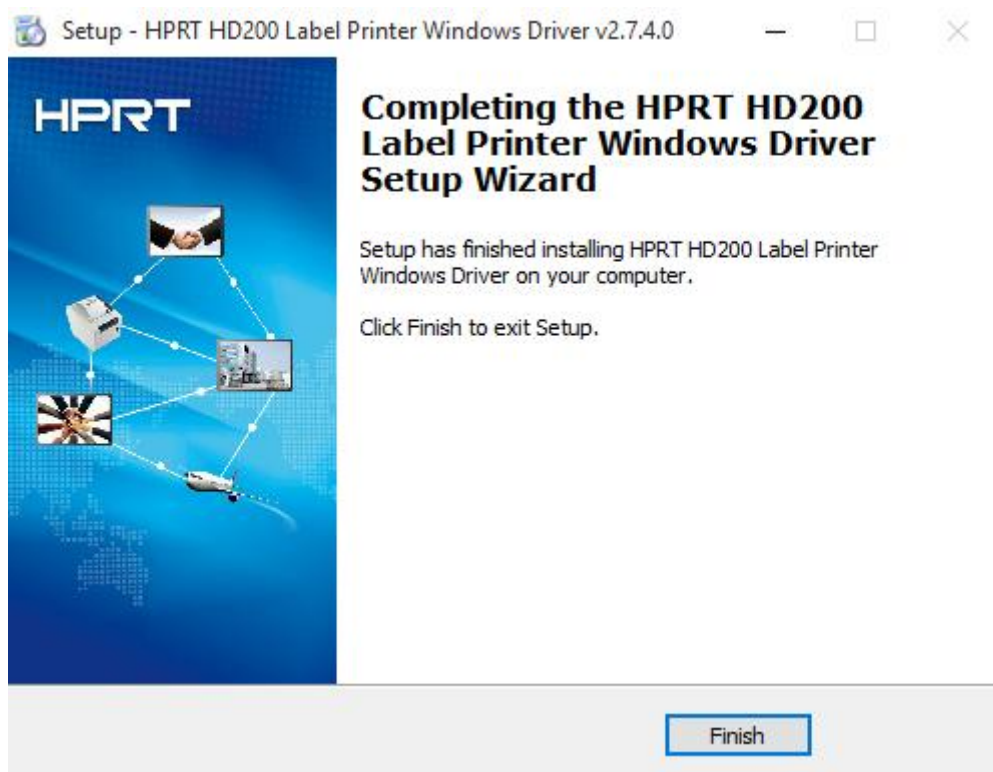 Setup - HPRT HD200 Label Printer Windows Driver v2.7.4.0
HPRT
Completing the HPRT HD200
Label Printer Windows Driver
Setup Wizard
Setup has finished installing HPRT HD200 Label Printer
Windows Driver on your computer.
Click Finish to exit Setup.
Finish